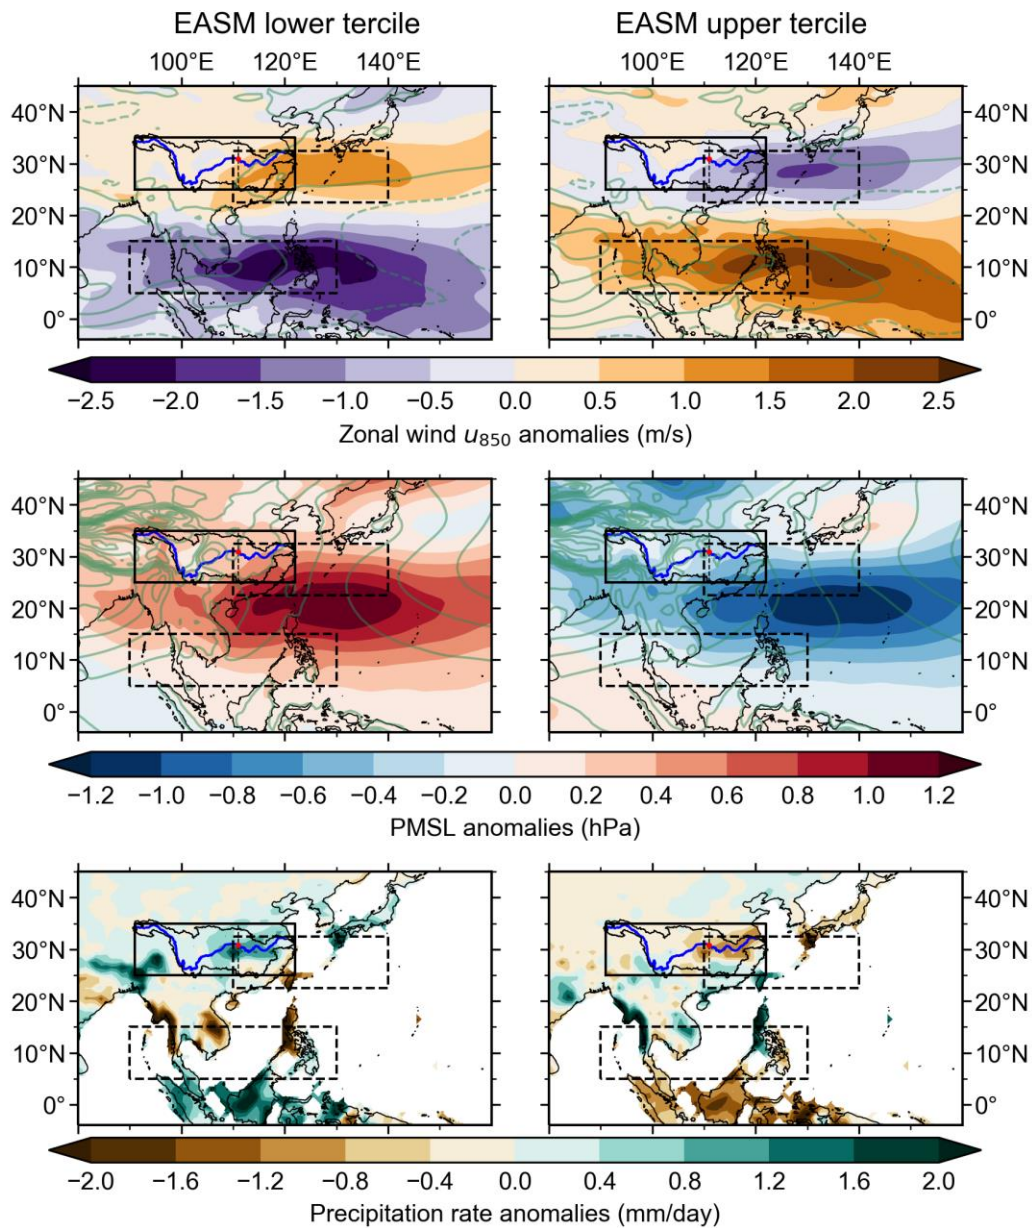 EASM lower tercile EASM upper tercile
100°E 120°E 140°E 100°E 120°E 140°E
40°N 40°N
30°N 30°N
20°N 20°N
10°N 10°N
0° 0°
−2.5 −2.0 −1.5 −1.0 −0.5 0.0 0.5 1.0 1.5 2.0 2.5
Zonal wind u850 anomalies (m/s)
40°N 40°N
30°N 30°N
20°N 20°N
10°N 10°N
0° 0°
−1.2 −1.0 −0.8 −0.6 −0.4 −0.2 0.0 0.2 0.4 0.6 0.8 1.0 1.2
PMSL anomalies (hPa)
40°N 40°N
30°N 30°N
20°N 20°N
10°N 10°N
0° 0°
−2.0 −1.6 −1.2 −0.8 −0.4 0.0 0.4 0.8 1.2 1.6 2.0
Precipitation rate anomalies (mm/day)